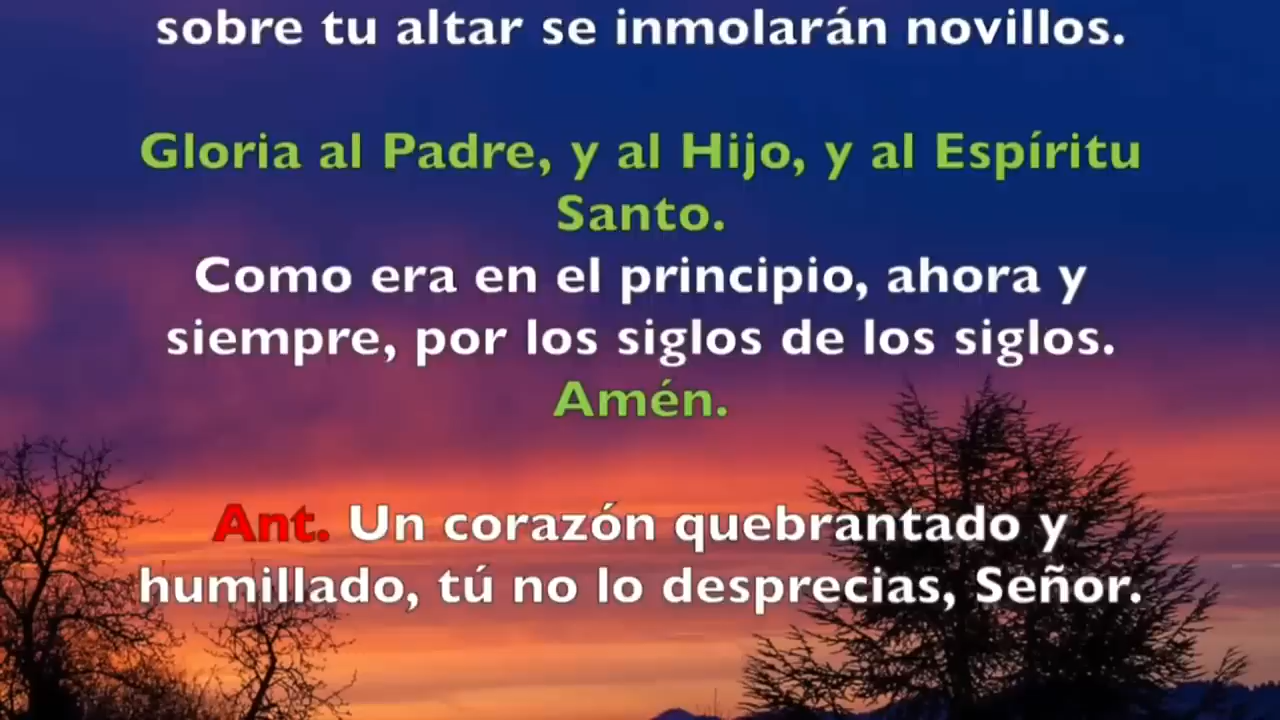 sobre tu altar se inmolarán novillos.
Gloria al Padre, y al Hijo, y al Espíritu
Santo.
Como era en el principio, ahora y
siempre, por los siglos de los siglos.
Amén.
Ant. Un corazón quebrantado y
humillado, tú no lo desprecias, Señor.